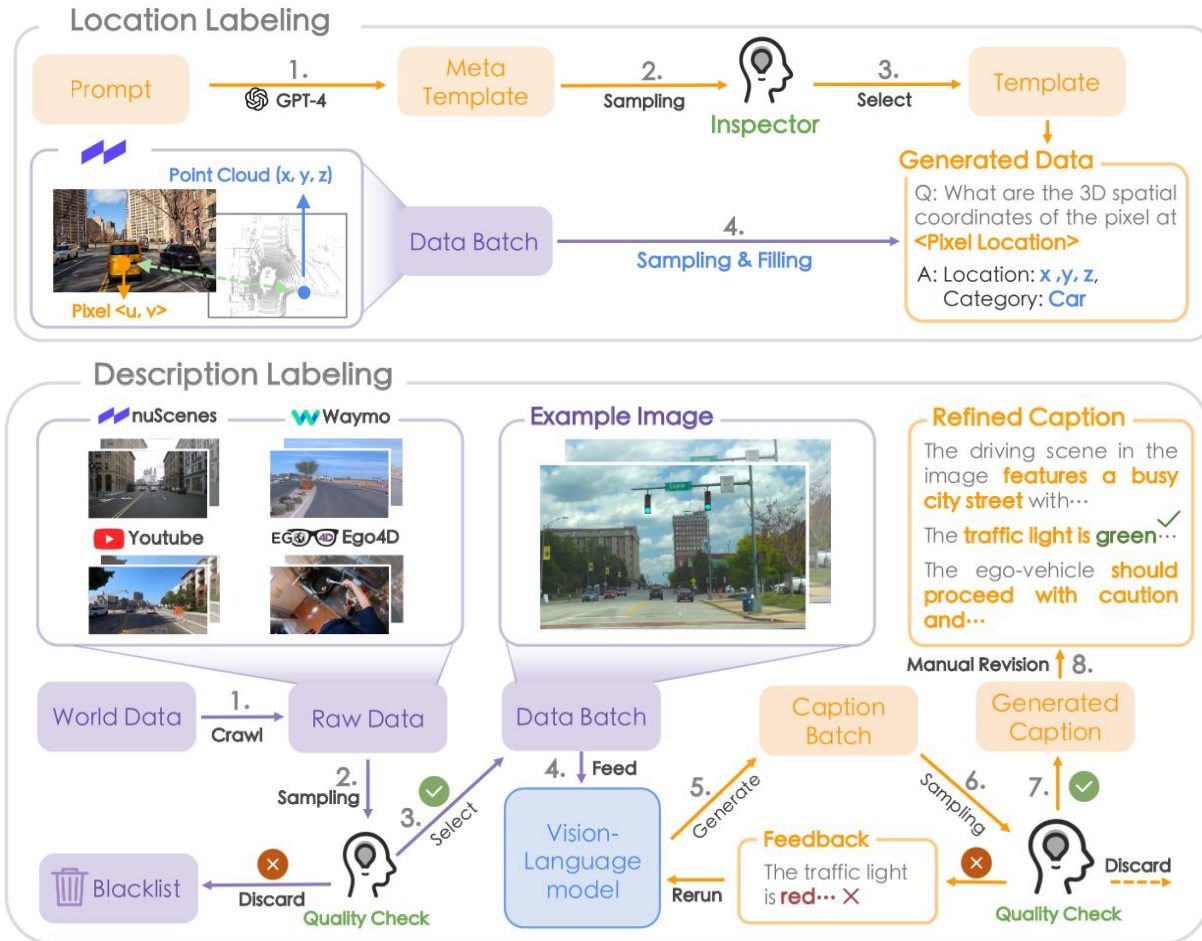 Location Labeling
Prompt
1.
GPT-4
Meta
Template
2.
Sampling
Inspector
3.
Select
Template
Point Cloud (x, y, z)
Pixel <u, v>
Data Batch
4.
Sampling & Filling
Generated Data
Q: What are the 3D spatial
coordinates of the pixel at
<Pixel Location>
A: Location: x ,y, z,
Category: Car
Description Labeling
nuScenes
Waymo
Youtube
EGO4D Ego4D
Example Image
Refined Caption
The driving scene in the
image features a busy
city street with…
The traffic light is green…
The ego-vehicle should
proceed with caution
and…
Manual Revision 8.
World Data
1.
Crawl
Raw Data
Data Batch
Caption
Batch
Generated
Caption
2.
Sampling
3.
Select
4.
Feed
5.
Generate
6.
Sampling
7.
Vision-
Language
model
Feedback
The traffic light
is red…
Rerun
Discard
Blacklist
Discard
Quality Check
Quality Check